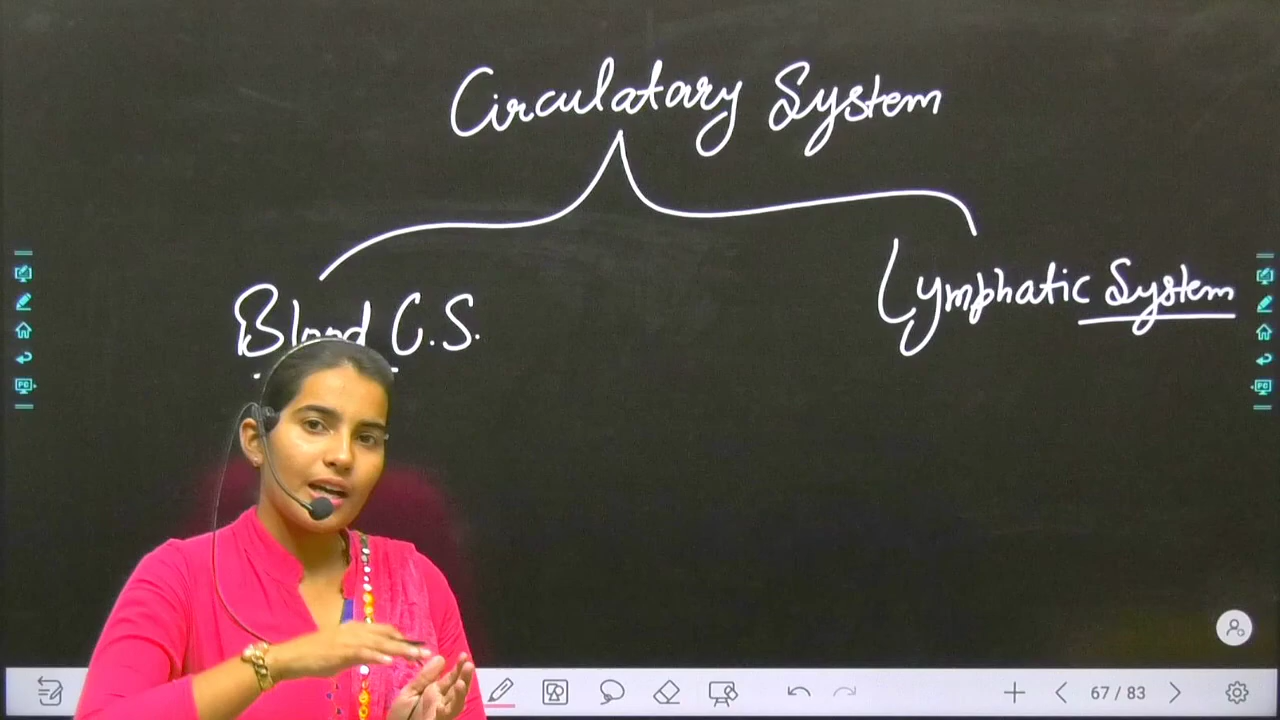 Circulatary System
Blood C.S.
Lymphatic System
67 / 83